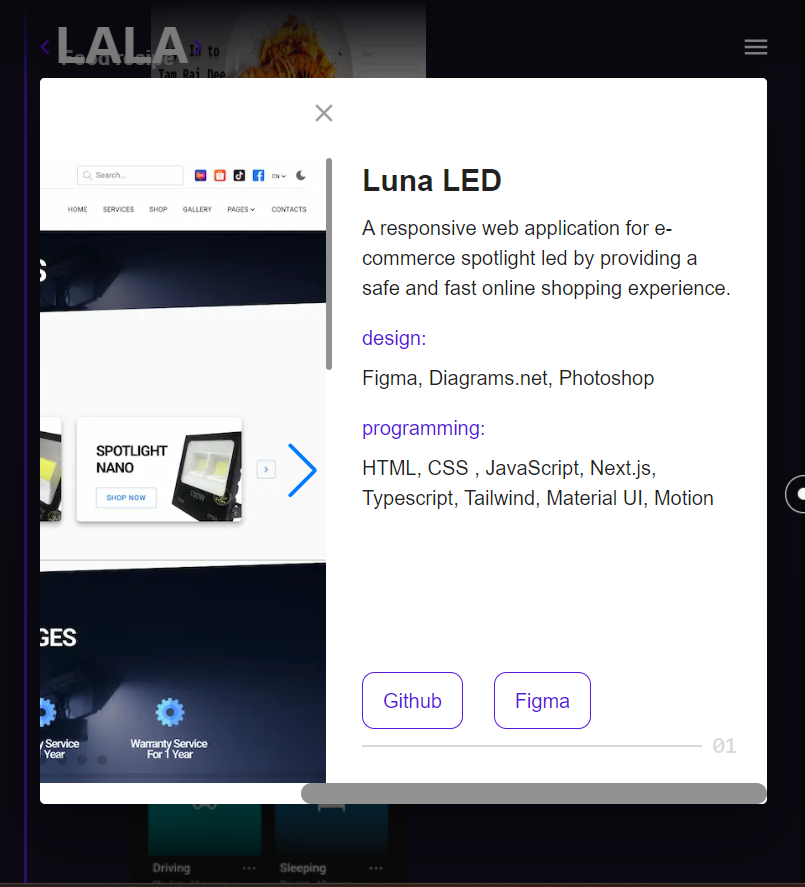 LALA
Food recipe
In to
Tam Rai Dee
Search...
EN
HOME SERVICES SHOP GALLERY PAGES CONTACTS
S
SPOTLIGHT
NANO
SHOP NOW
100W
GES
y Service
Year
Warranty Service
For 1 Year
Luna LED
A responsive web application for e-
commerce spotlight led by providing a
safe and fast online shopping experience.
design:
Figma, Diagrams.net, Photoshop
programming:
HTML, CSS , JavaScript, Next.js,
Typescript, Tailwind, Material UI, Motion
Github Figma
01
Driving Sleeping